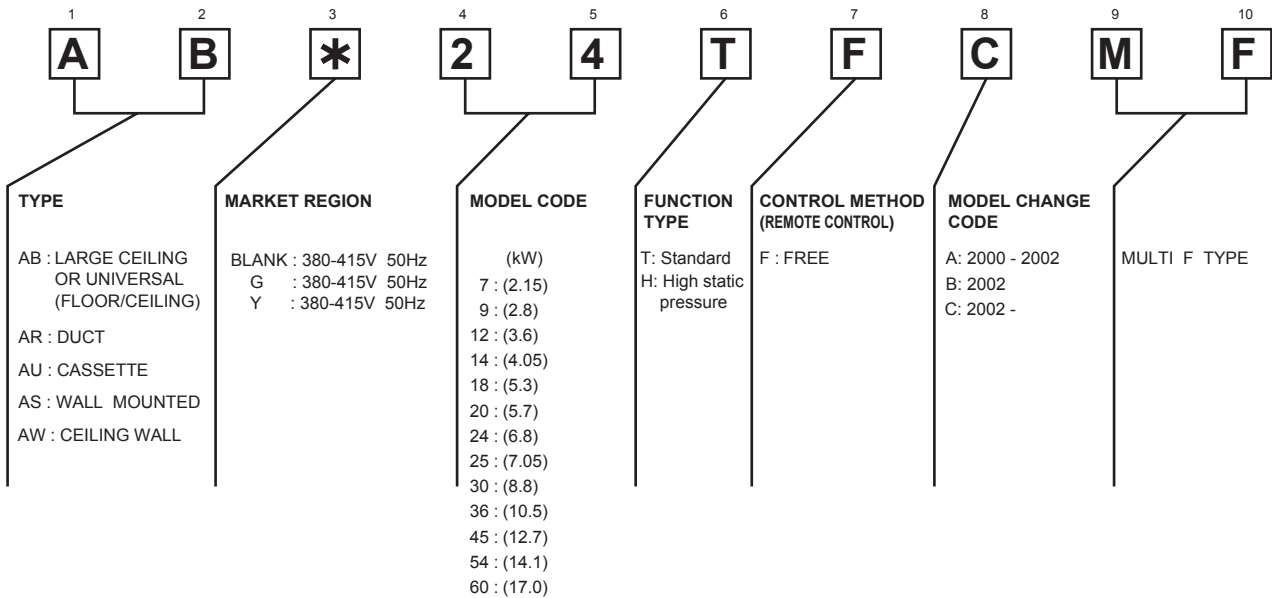 1 2 3 4 5 6 7 8 9 10
A B * 2 4 T F C M F
TYPE
AB : LARGE CEILING
OR UNIVERSAL
(FLOOR/CEILING)
AR : DUCT
AU : CASSETTE
AS : WALL MOUNTED
AW : CEILING WALL
MARKET REGION
BLANK : 380-415V 50Hz
G : 380-415V 50Hz
Y : 380-415V 50Hz
MODEL CODE
(kW)
7 : (2.15)
9 : (2.8)
12 : (3.6)
14 : (4.05)
18 : (5.3)
20 : (5.7)
24 : (6.8)
25 : (7.05)
30 : (8.8)
36 : (10.5)
45 : (12.7)
54 : (14.1)
60 : (17.0)
FUNCTION
TYPE
T: Standard
H: High static
pressure
CONTROL METHOD
(REMOTE CONTROL)
F : FREE
MODEL CHANGE
CODE
A: 2000 - 2002
B: 2002
C: 2002 -
MULTI F TYPE